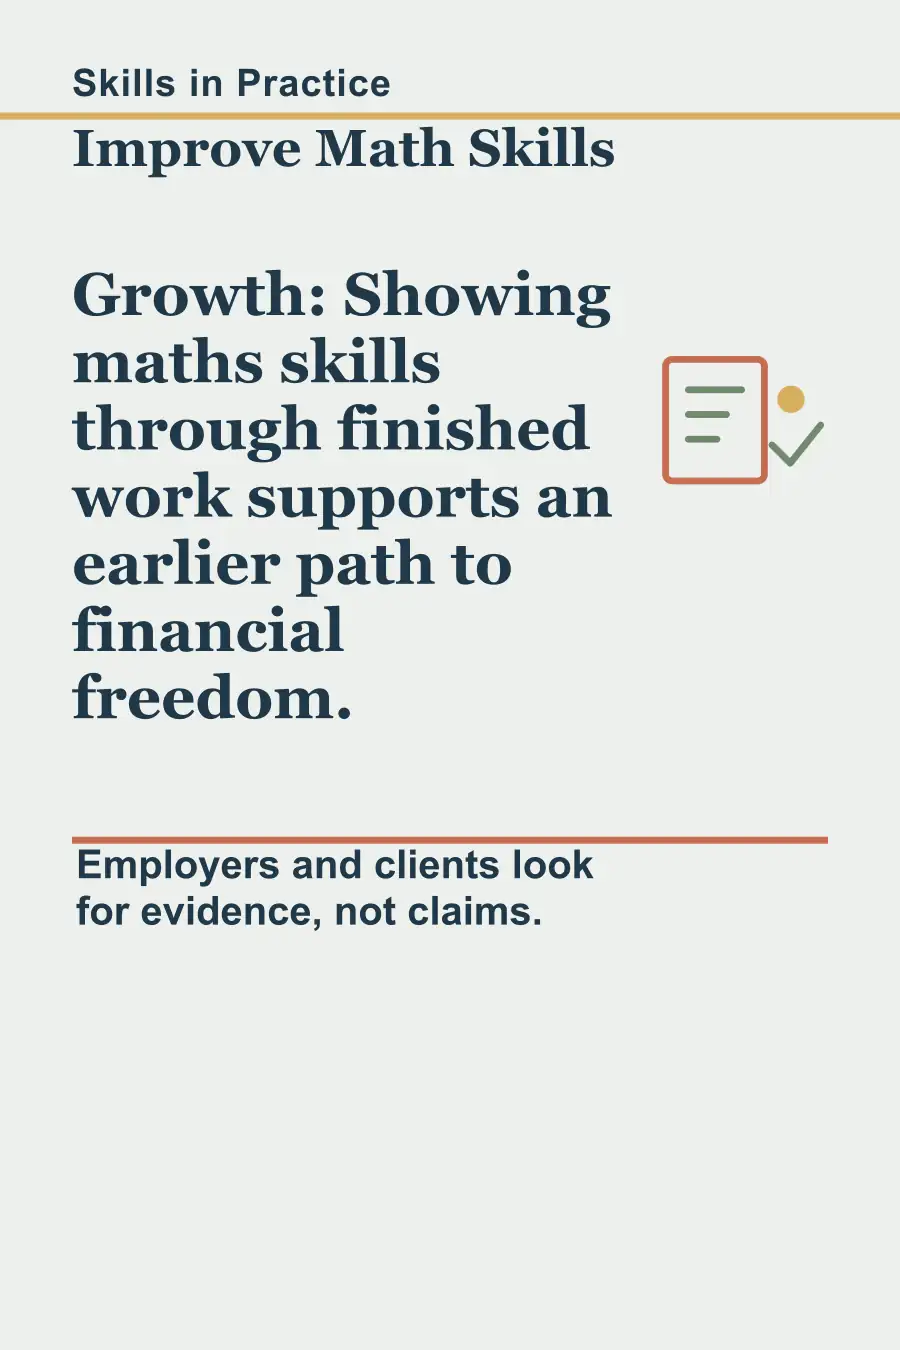 Skills in Practice
Improve Math Skills
Growth: Showing
maths skills
through finished
work supports an
earlier path to
financial
freedom.
Employers and clients look
for evidence, not claims.